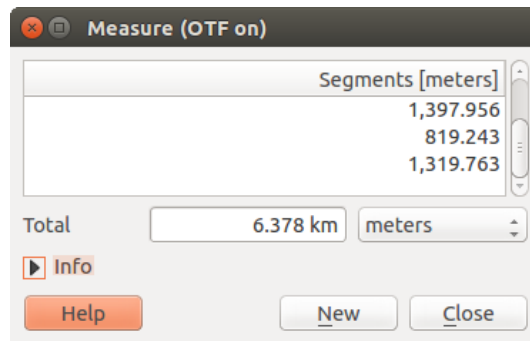 Measure (OTF on)
Segments [meters]
1,397.956
819.243
1,319.763
Total 6.378 km meters
Info
Help New Close